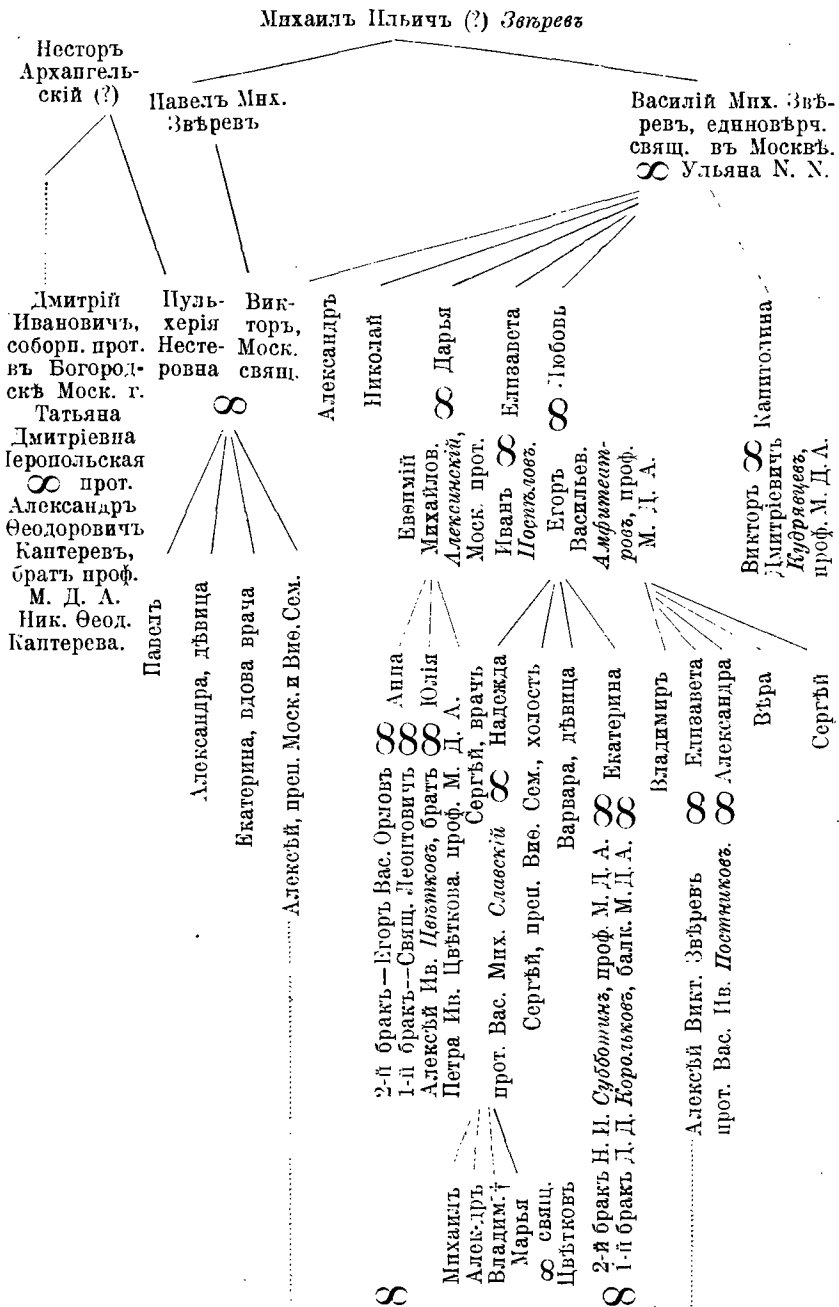 Михаилъ Ильичъ (?) Звѣревъ
Несторъ
Архангель-
скій (?)
Павелъ Мих.
Звѣревъ
Василій Мих. Звѣ-
ревъ, единовѣрч.
свящ. въ Москвѣ.
∞ Ульяна N. N.
Дмитрій
Ивановичъ,
соборн. прот.
въ Богород-
скѣ Моск. г.
Татьяна
Дмитріевна
Іеропольская
∞ прот.
Александръ
Ѳеодоровичъ
Каптеревъ,
братъ проф.
М. Д. А.
Ник. Ѳеод.
Каптерева.
Пуль-
херія
Несте-
ровна
∞
Вик-
торъ,
Моск.
свящ.
Александръ
Николай
Евѳимій
Михайлов. ∞ Дарья
Алексинскій,
Моск. прот.
Иванъ ∞ Елизавета
Поспѣловъ.
Егоръ ∞ Любовь
Васильев.
Амфитеат-
ровъ, проф.
М. Д. А.
Викторъ ∞ Капитолина
Дмитріевичъ
Кудрявцевъ,
проф. М. Д. А.
Павелъ
Александра, дѣвица
Екатерина, вдова врача
Алексѣй, преп. Моск. и Виѳ. Сем.
2-й бракъ—Егоръ Вас. Орловъ ∞ Анна
1-й бракъ—Свящ. Леонтовичъ ∞
Алексѣй Ив. Цвѣтковъ, братъ ∞ Юлія
Петра Ив. Цвѣткова. проф. М. Д. А.
Сергѣй, врачъ
прот. Вас. Мих. Славскій ∞ Надежда
Сергѣй, преп. Виѳ. Сем., холостъ
Варвара, дѣвица
2-й бракъ Н. И. Субботинъ, проф. М. Д. А. ∞ Екатерина
1-й бракъ Д. Д. Корольковъ, балк. М. Д. А. ∞
Владимиръ
Алексѣй Викт. Звѣревъ ∞ Елизавета
прот. Вас. Ив. Постниковъ. ∞ Александра
Вѣра
Сергѣй
Михаилъ
Алек-дръ
Владим. †
Марья
∞ свящ.
Цвѣтковъ
∞
∞